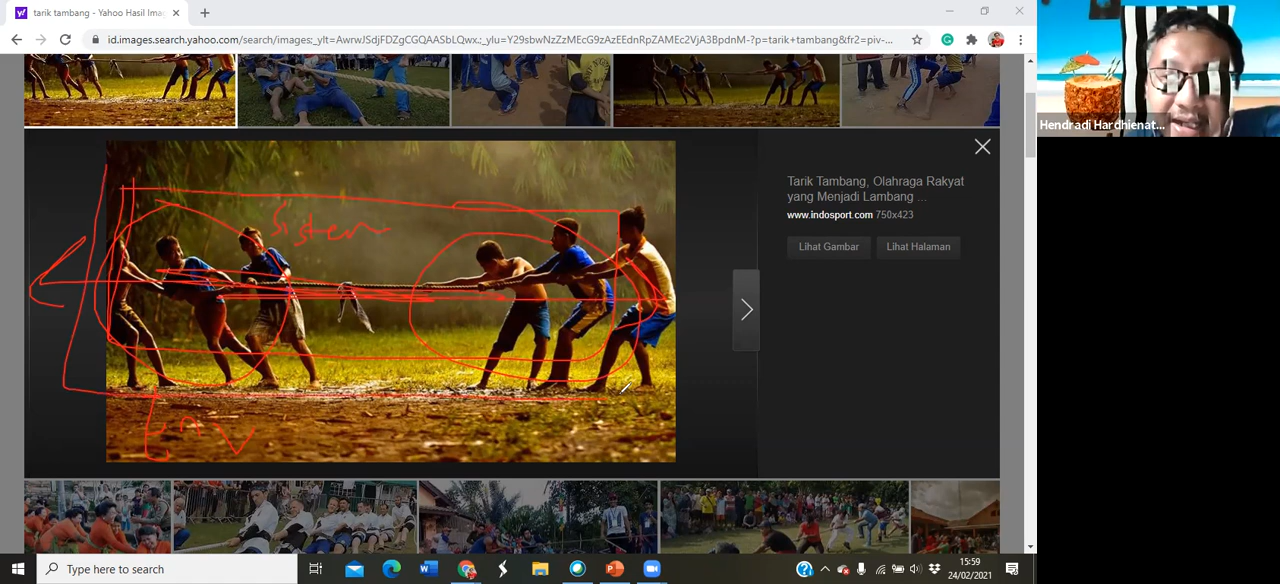 tarik tambang - Yahoo Hasil Imag
id.images.search.yahoo.com/search/images;_ylt=AwrwJSdjFDZgCGQAASbLQwx.;_ylu=Y29sbwNzZzMEcG9zAzEEdnRpZAMEc2VjA3BpdnM-?p=tarik+tambang&fr2=piv-...
Hendradi Hardhienat...
Tarik Tambang, Olahraga Rakyat
yang Menjadi Lambang ...
www.indosport.com 750x423
Lihat Gambar
Lihat Halaman
Sistem
Env
Type here to search
15:59
24/02/2021